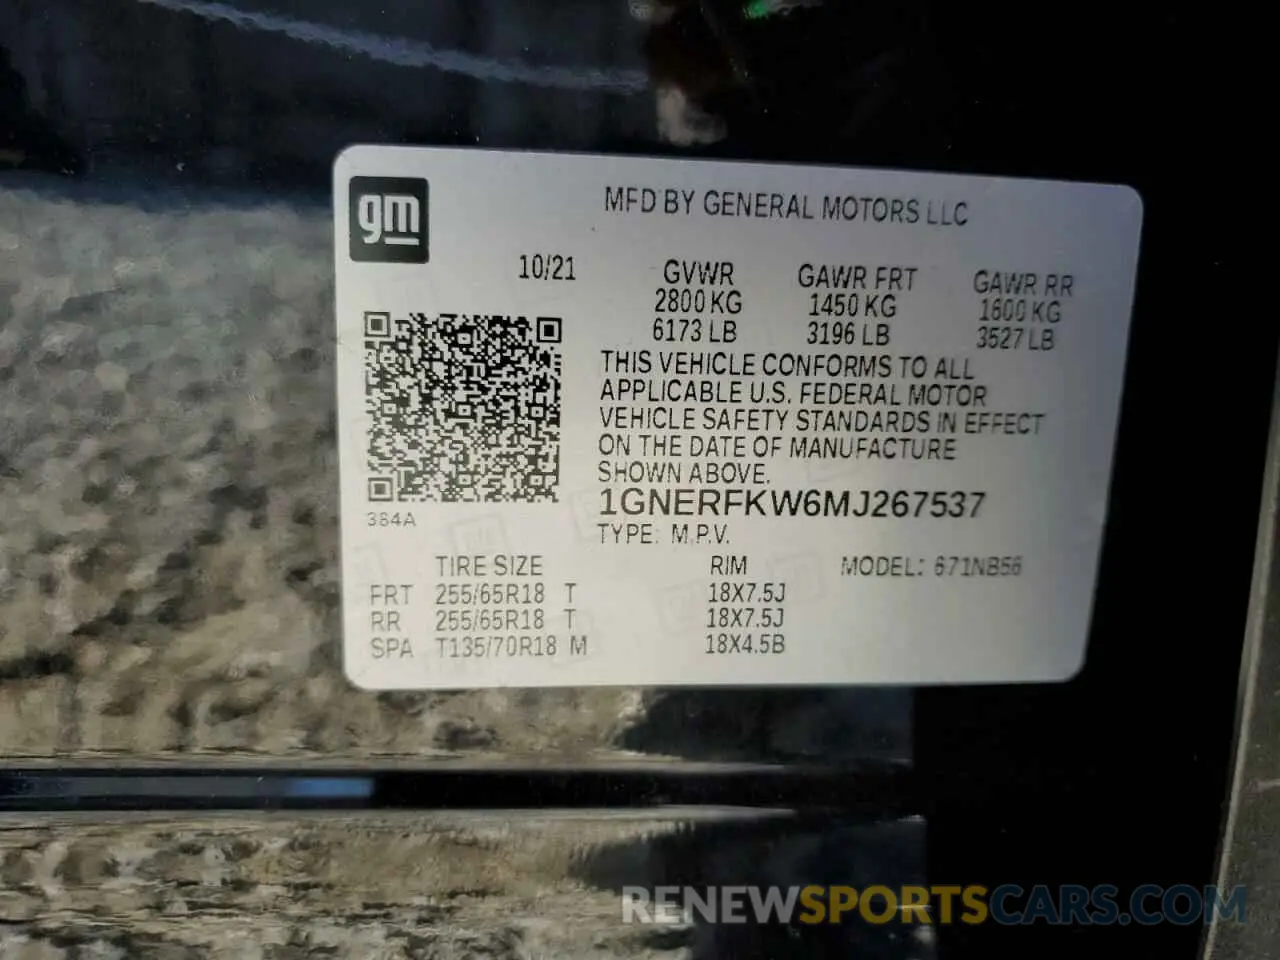 gm
MFD BY GENERAL MOTORS LLC
10/21 GVWR GAWR FRT GAWR RR
2800 KG 1450 KG 1600 KG
6173 LB 3196 LB 3527 LB
THIS VEHICLE CONFORMS TO ALL
APPLICABLE U.S. FEDERAL MOTOR
VEHICLE SAFETY STANDARDS IN EFFECT
ON THE DATE OF MANUFACTURE
SHOWN ABOVE.
1GNERFKW6MJ267537
384A
TYPE: M.P.V.
TIRE SIZE RIM MODEL: 671NB56
FRT 255/65R18 T 18X7.5J
RR 255/65R18 T 18X7.5J
SPA T135/70R18 M 18X4.5B
RENEWSPORTSCARS.COM